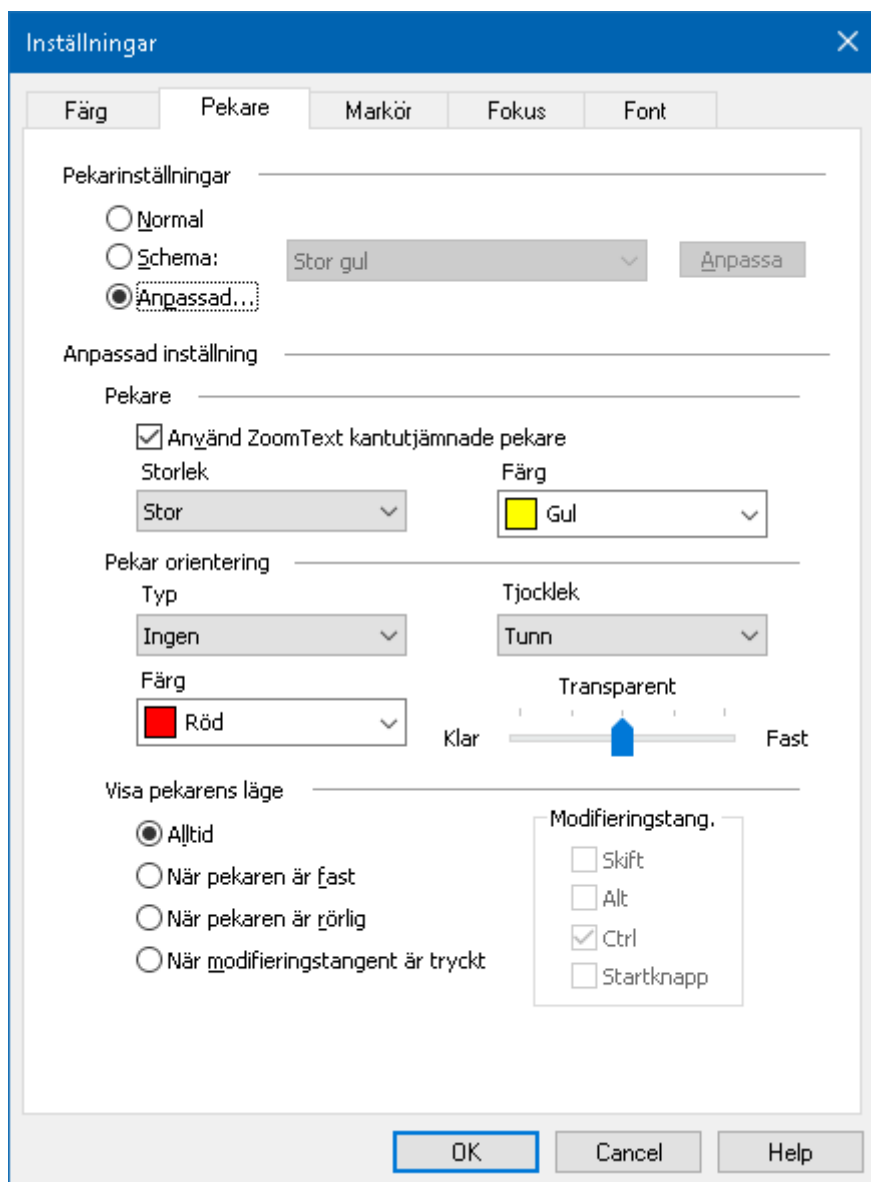 Inställningar
Färg Pekare Markör Fokus Font
Pekarinställningar
Normal
Schema: Stor gul Anpassa
Anpassad...
Anpassad inställning
Pekare
Använd ZoomText kantutjämnade pekare
Storlek Färg
Stor Gul
Pekar orientering
Typ Tjocklek
Ingen Tunn
Färg Transparent
Röd Klar Fast
Visa pekarens läge
Modifieringstang.
Alltid
Skift
När pekaren är fast
Alt
När pekaren är rörlig
Ctrl
När modifieringstangent är tryckt
Startknapp
OK Cancel Help